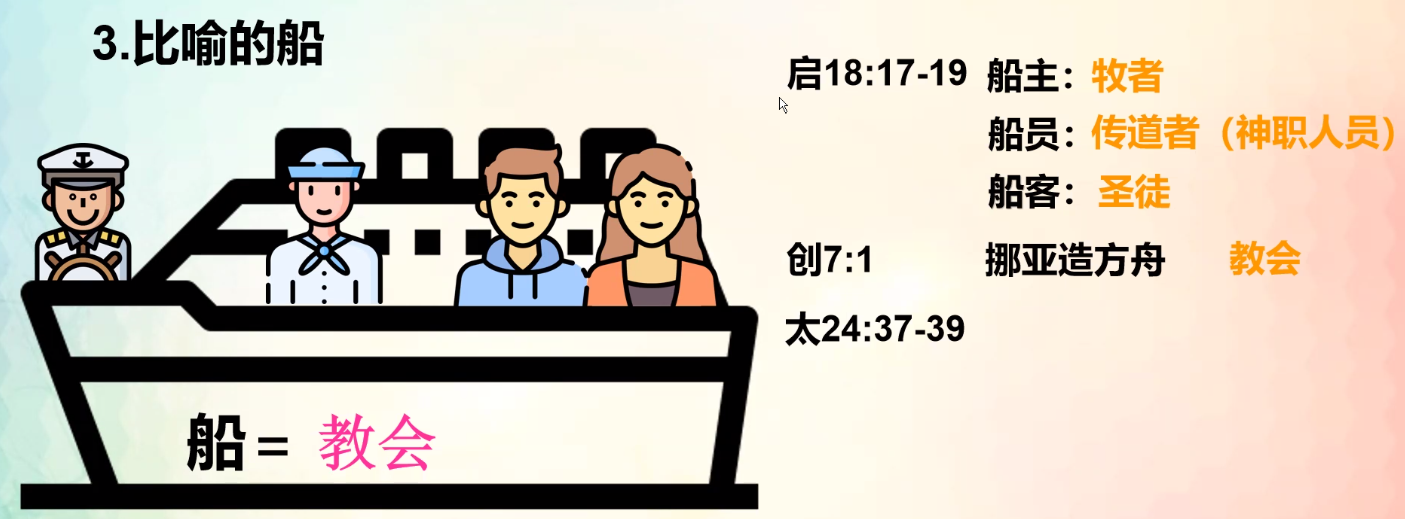 3.比喻的船
启18:17-19 船主：牧者
船员：传道者（神职人员）
船客：圣徒
创7:1 挪亚造方舟 教会
太24:37-39
船= 教会